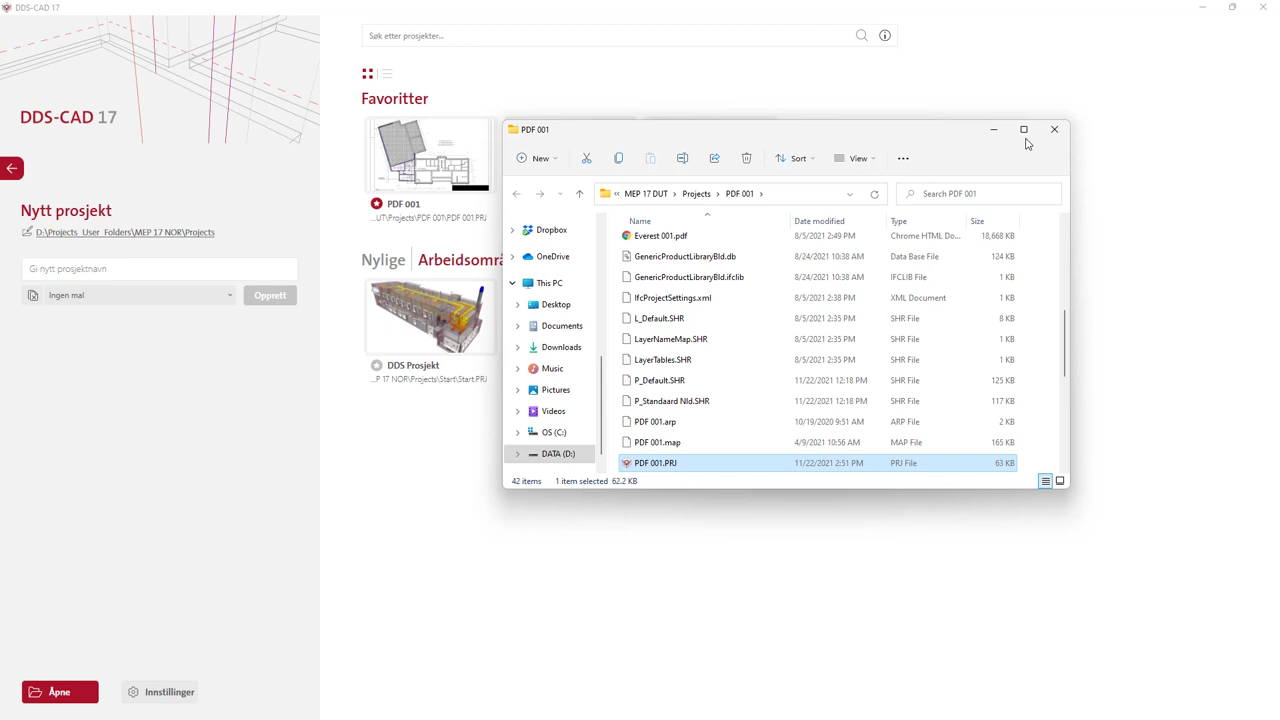 DDS-CAD 17
Søk etter prosjekter...
DDS-CAD 17
Favoritter
PDF 001
...UT\Projects\PDF 001\PDF 001.PRJ
Nytt prosjekt
D:\Projects_User_Folders\MEP 17 NOR\Projects
Gi nytt prosjektnavn
Ingen mal
Opprett
Nylige
Arbeidsområ
DDS Prosjekt
...P 17 NOR\Projects\Start\Start.PRJ
Åpne
Innstillinger
PDF 001
New
Sort
View
« MEP 17 DUT > Projects > PDF 001 >
Search PDF 001
Dropbox
OneDrive
This PC
Desktop
Documents
Downloads
Music
Pictures
Videos
OS (C:)
DATA (D:)
Name Date modified Type Size
Everest 001.pdf 8/5/2021 2:49 PM Chrome HTML Do... 18,668 KB
GenericProductLibraryBld.db 8/24/2021 10:38 AM Data Base File 124 KB
GenericProductLibraryBld.ifclib 8/24/2021 10:38 AM IFCLIB File 1 KB
IfcProjectSettings.xml 8/5/2021 2:38 PM XML Document 1 KB
L_Default.SHR 8/5/2021 2:35 PM SHR File 1 KB
LayerNameMap.SHR 8/5/2021 2:35 PM SHR File 1 KB
LayerTables.SHR 8/5/2021 2:35 PM SHR File 1 KB
P_Default.SHR 11/22/2021 12:18 PM SHR File 125 KB
P_Standaard Nld.SHR 11/22/2021 12:18 PM SHR File 117 KB
PDF 001.arp 10/19/2020 9:51 AM ARP File 2 KB
PDF 001.map 4/9/2021 10:56 AM MAP File 165 KB
PDF 001.PRJ 11/22/2021 2:51 PM PRJ File 63 KB
42 items 1 item selected 62.2 KB